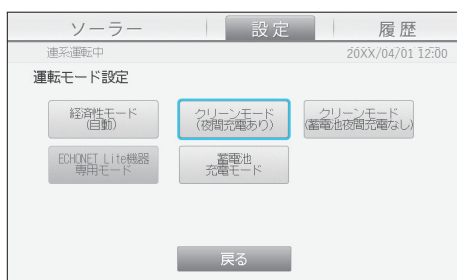 ソーラー 設定 履歴
連系運転中 20XX/04/01 12:00
運転モード設定
経済性モード
(自動)
クリーンモード
(夜間充電あり)
クリーンモード
(蓄電池夜間充電なし)
ECHONET Lite機器
専用モード
蓄電池
充電モード
戻る